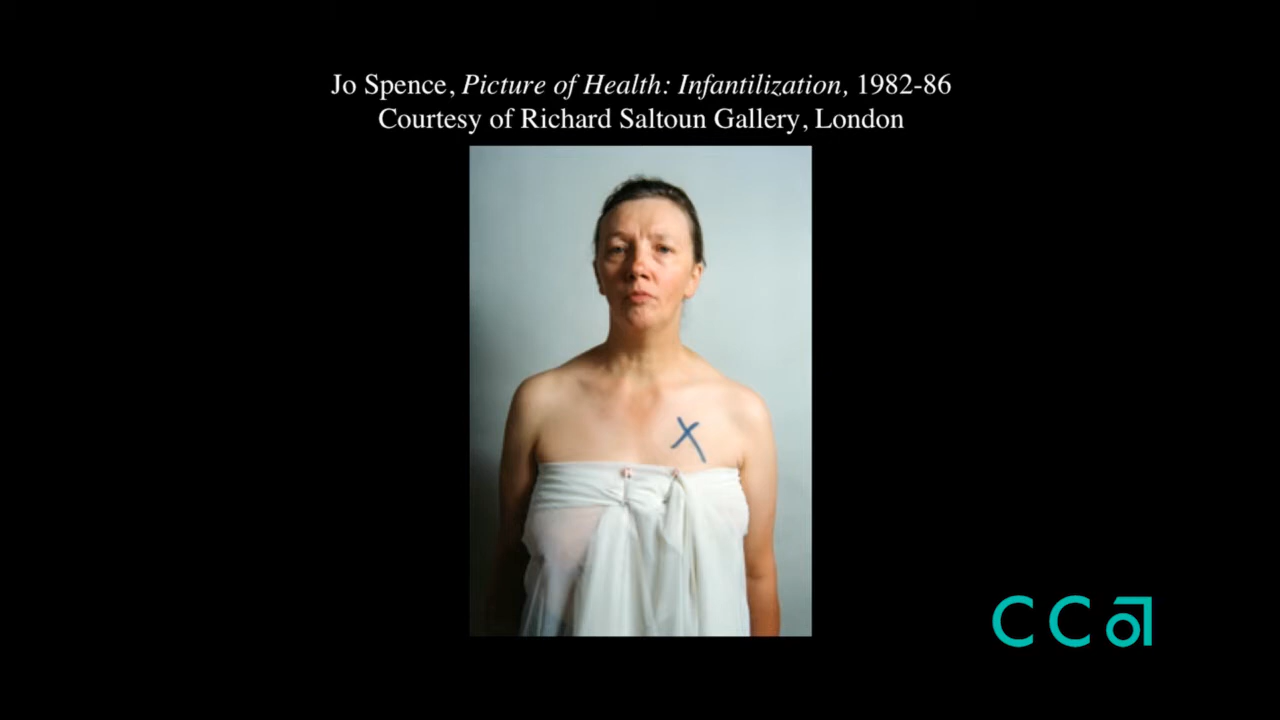 Jo Spence, Picture of Health: Infantilization, 1982-86
Courtesy of Richard Saltoun Gallery, London
X
CCA